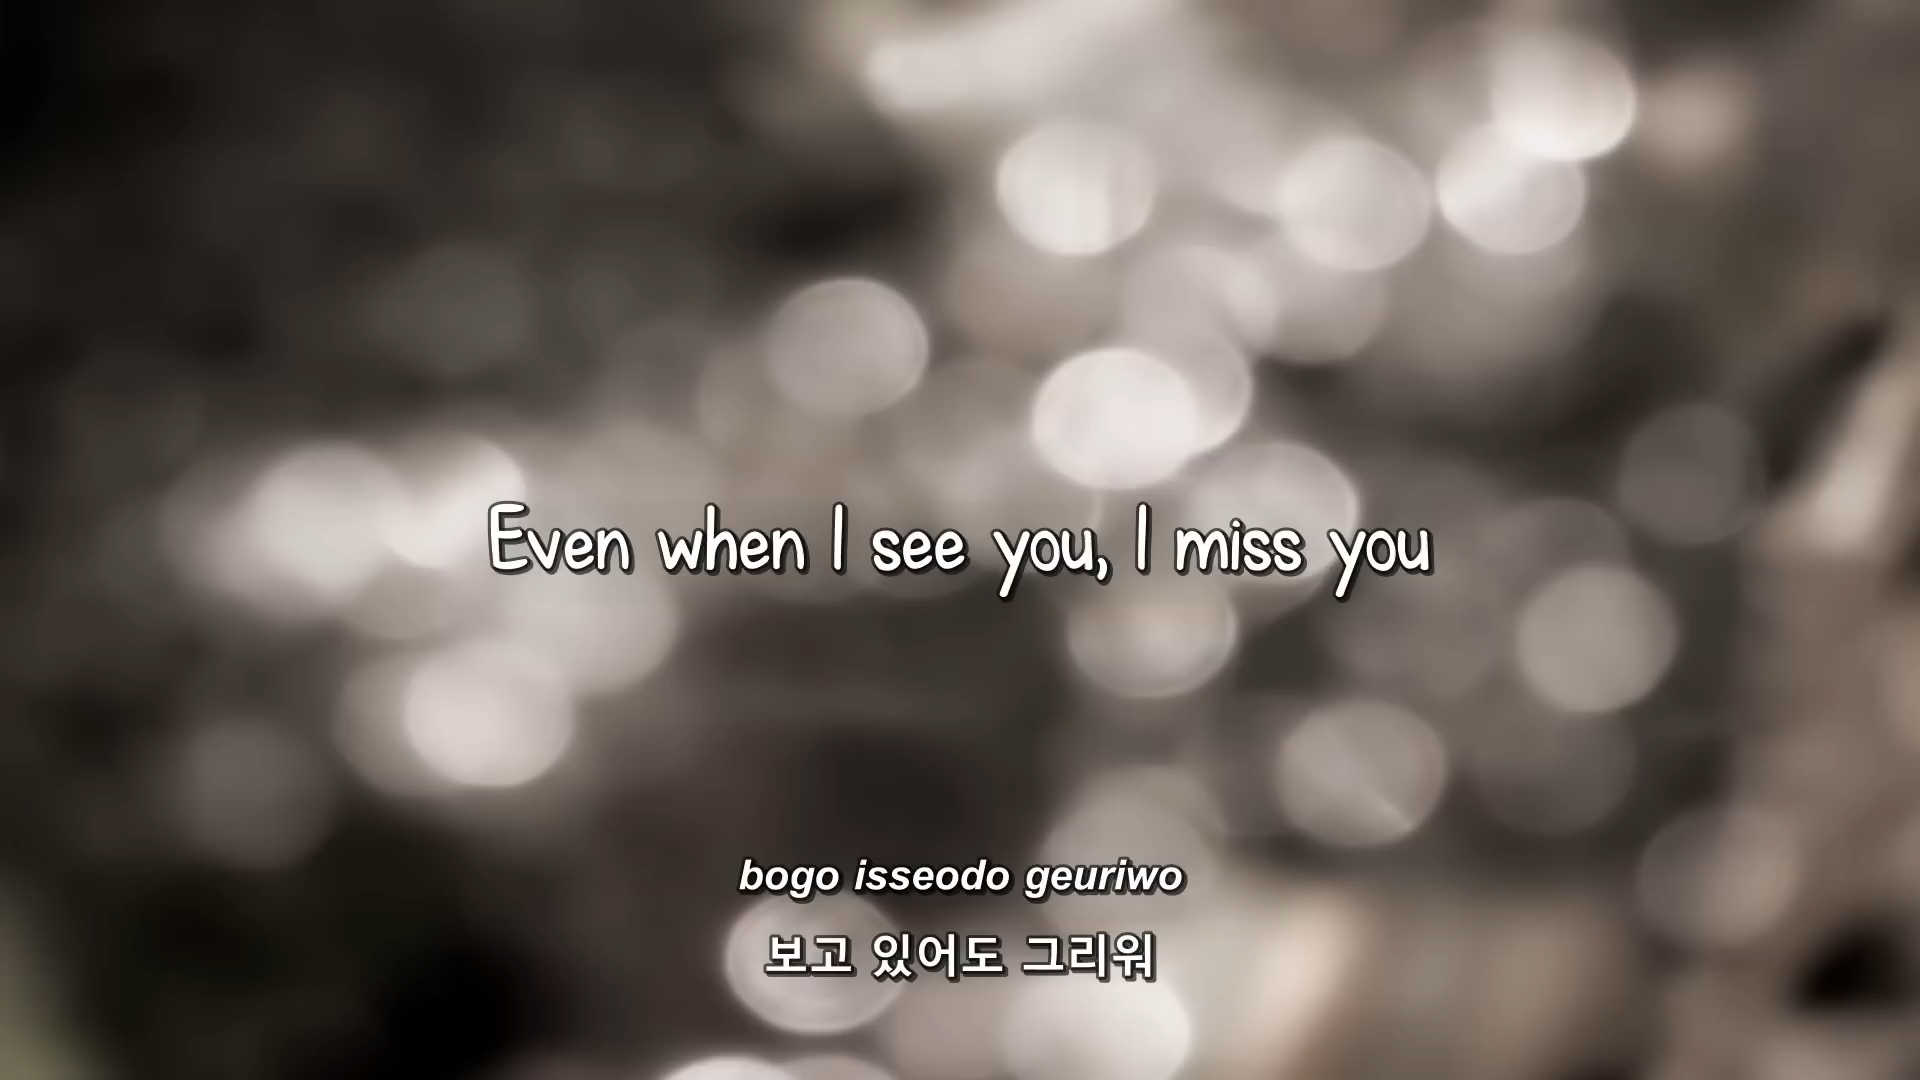 Even when I see you, I miss you
bogo isseodo geuriwo
보고 있어도 그리워